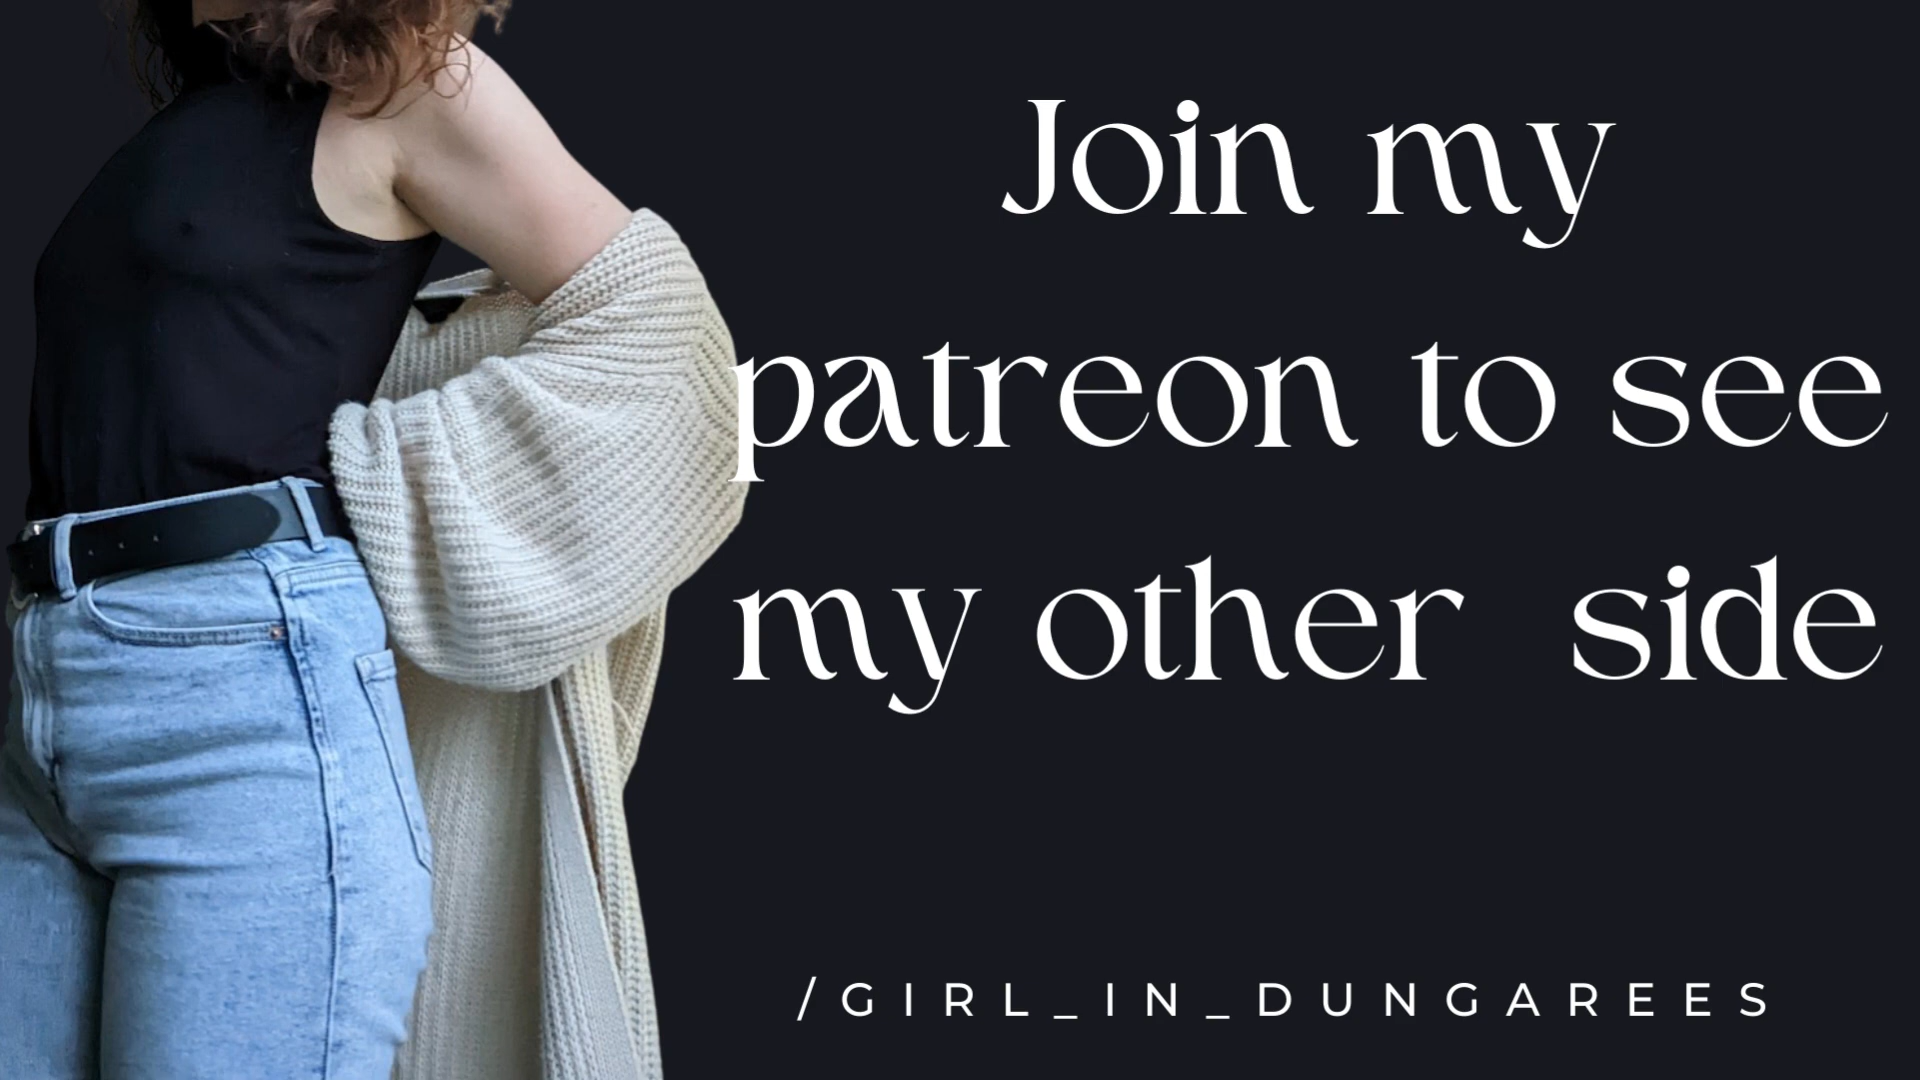 Join my
patreon to see
my other side
/GIRL_IN_DUNGAREES